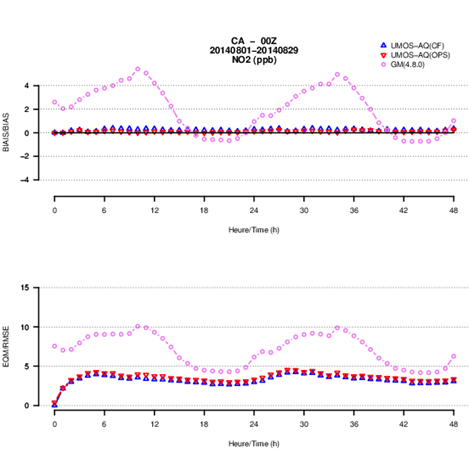 CA - 00Z
20140801-20140829
NO2 (ppb)
UMOS-AQ(CF)
UMOS-AQ(OPS)
GM(4.8.0)
BIAIS/BIAS
4
2
0
−2
−4
0 6 12 18 24 30 36 42 48
Heure/Time (h)
EQM/RMSE
15
10
5
0
0 6 12 18 24 30 36 42 48
Heure/Time (h)